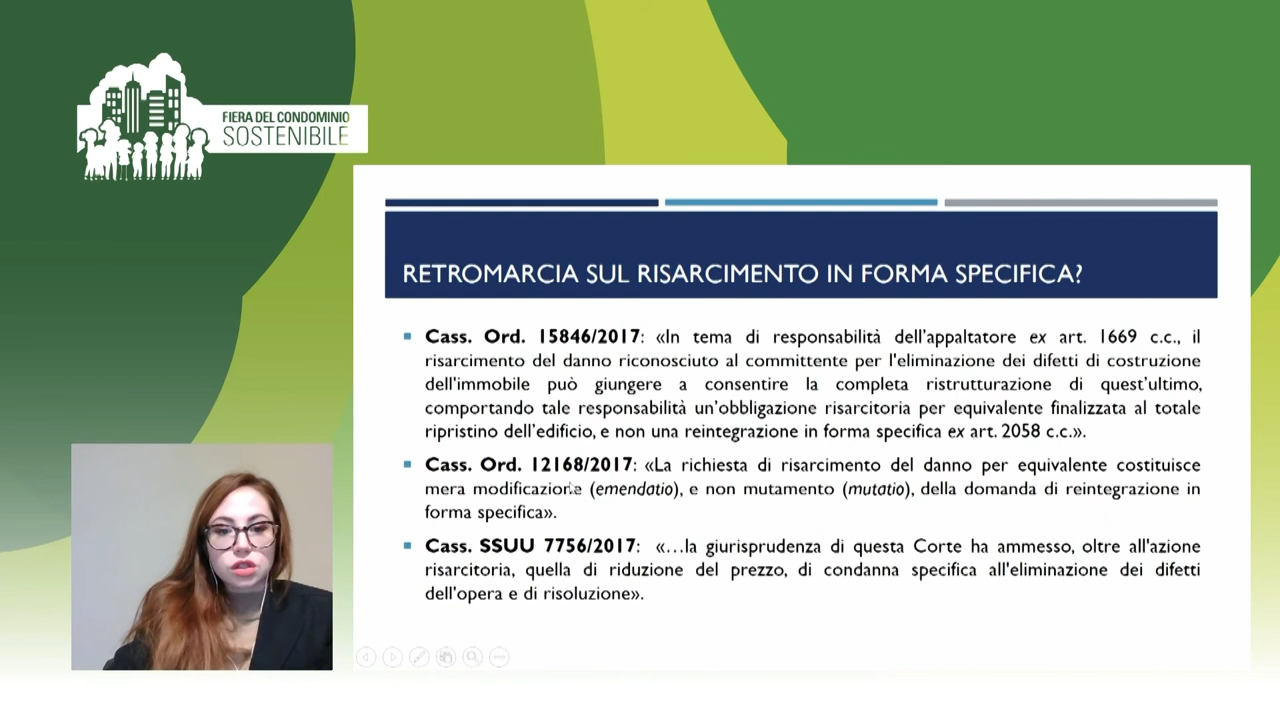 FIERA DEL CONDOMINIO
SOSTENIBILE
RETROMARCIA SUL RISARCIMENTO IN FORMA SPECIFICA?
▪ Cass. Ord. 15846/2017: «In tema di responsabilità dell'appaltatore ex art. 1669 c.c., il
risarcimento del danno riconosciuto al committente per l'eliminazione dei difetti di costruzione
dell'immobile può giungere a consentire la completa ristrutturazione di quest'ultimo,
comportando tale responsabilità un'obbligazione risarcitoria per equivalente finalizzata al totale
ripristino dell'edificio, e non una reintegrazione in forma specifica ex art. 2058 c.c.».
▪ Cass. Ord. 12168/2017: «La richiesta di risarcimento del danno per equivalente costituisce
mera modificazione (emendatio), e non mutamento (mutatio), della domanda di reintegrazione in
forma specifica».
▪ Cass. SSUU 7756/2017: «…la giurisprudenza di questa Corte ha ammesso, oltre all'azione
risarcitoria, quella di riduzione del prezzo, di condanna specifica all'eliminazione dei difetti
dell'opera e di risoluzione».